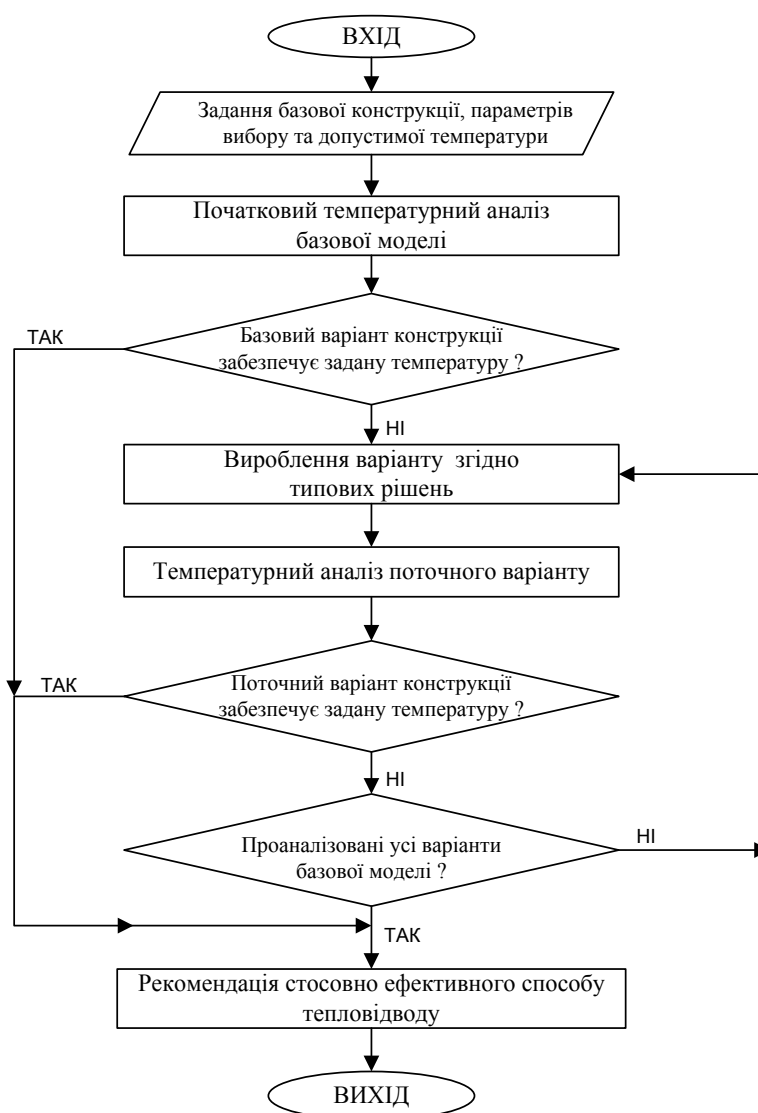 ВХІД
Задання базової конструкції, параметрів
вибору та допустимої температури
Початковий температурний аналіз
базової моделі
Базовий варіант конструкції
забезпечує задану температуру ?
ТАК
НІ
Вироблення варіанту згідно
типових рішень
Температурний аналіз поточного варіанту
Поточний варіант конструкції
забезпечує задану температуру ?
ТАК
НІ
Проаналізовані усі варіанти
базової моделі ?
НІ
ТАК
Рекомендація стосовно ефективного способу
тепловідводу
ВИХІД